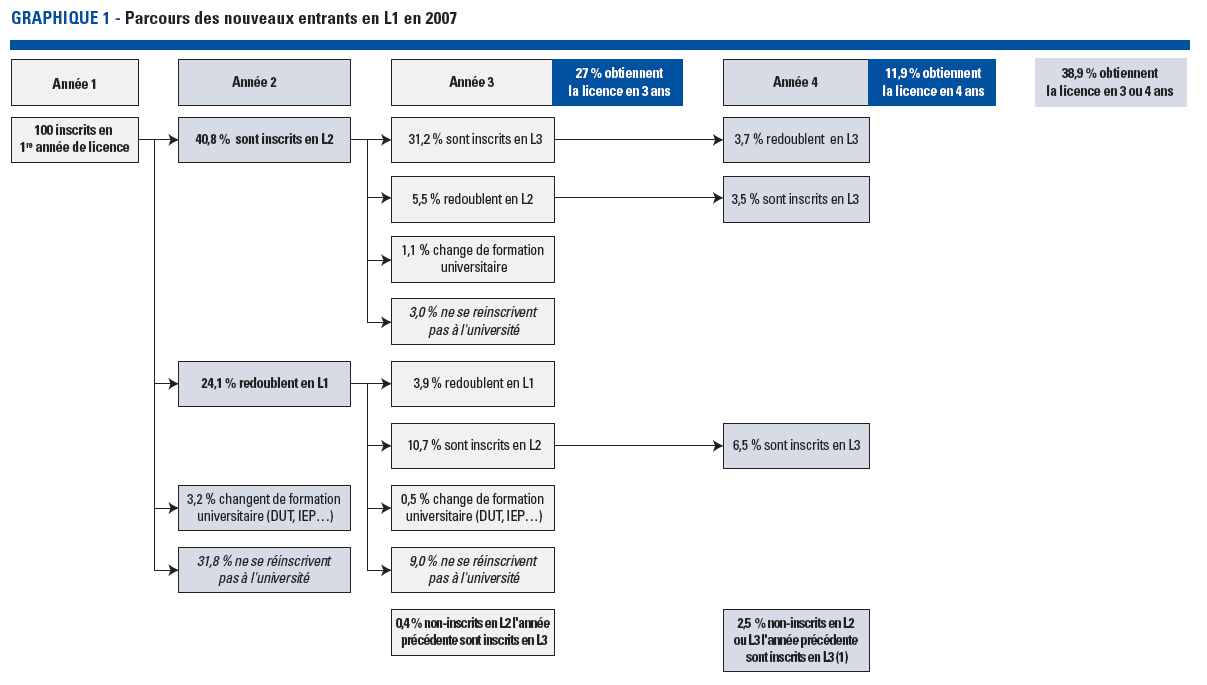 GRAPHIQUE 1 - Parcours des nouveaux entrants en L1 en 2007
Année 1
Année 2
Année 3
27 % obtiennent
la licence en 3 ans
Année 4
11,9 % obtiennent
la licence en 4 ans
38,9 % obtiennent
la licence en 3 ou 4 ans
100 inscrits en
1re année de licence
40,8 % sont inscrits en L2
31,2 % sont inscrits en L3
3,7 % redoublent en L3
5,5 % redoublent en L2
3,5 % sont inscrits en L3
1,1 % change de formation
universitaire
3,0 % ne se reinscrivent
pas à l'université
24,1 % redoublent en L1
3,9 % redoublent en L1
10,7 % sont inscrits en L2
6,5 % sont inscrits en L3
3,2 % changent de formation
universitaire (DUT, IEP…)
0,5 % change de formation
universitaire (DUT, IEP…)
31,8 % ne se réinscrivent
pas à l'université
9,0 % ne se réinscrivent
pas à l'université
0,4 % non-inscrits en L2 l'année
précédente sont inscrits en L3
2,5 % non-inscrits en L2
ou L3 l'année précédente
sont inscrits en L3 (1)